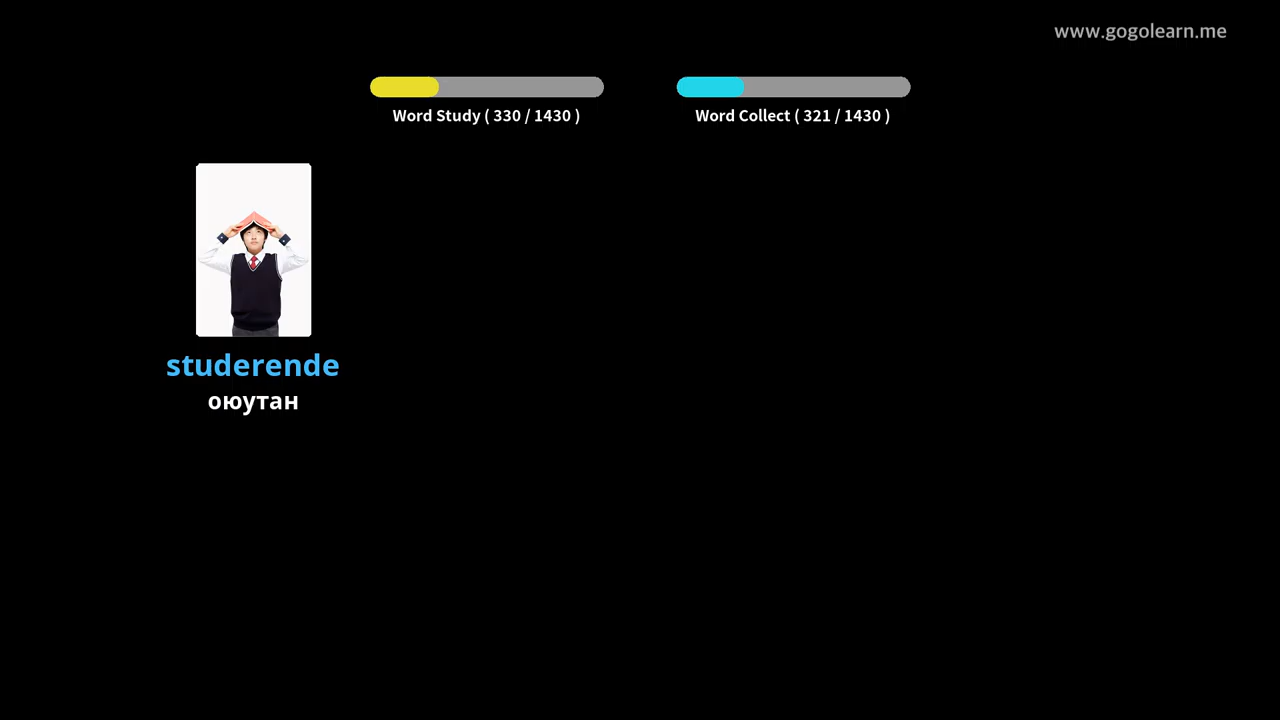 www.gogolearn.me
Word Study ( 330 / 1430 )
Word Collect ( 321 / 1430 )
studerende
оюутан